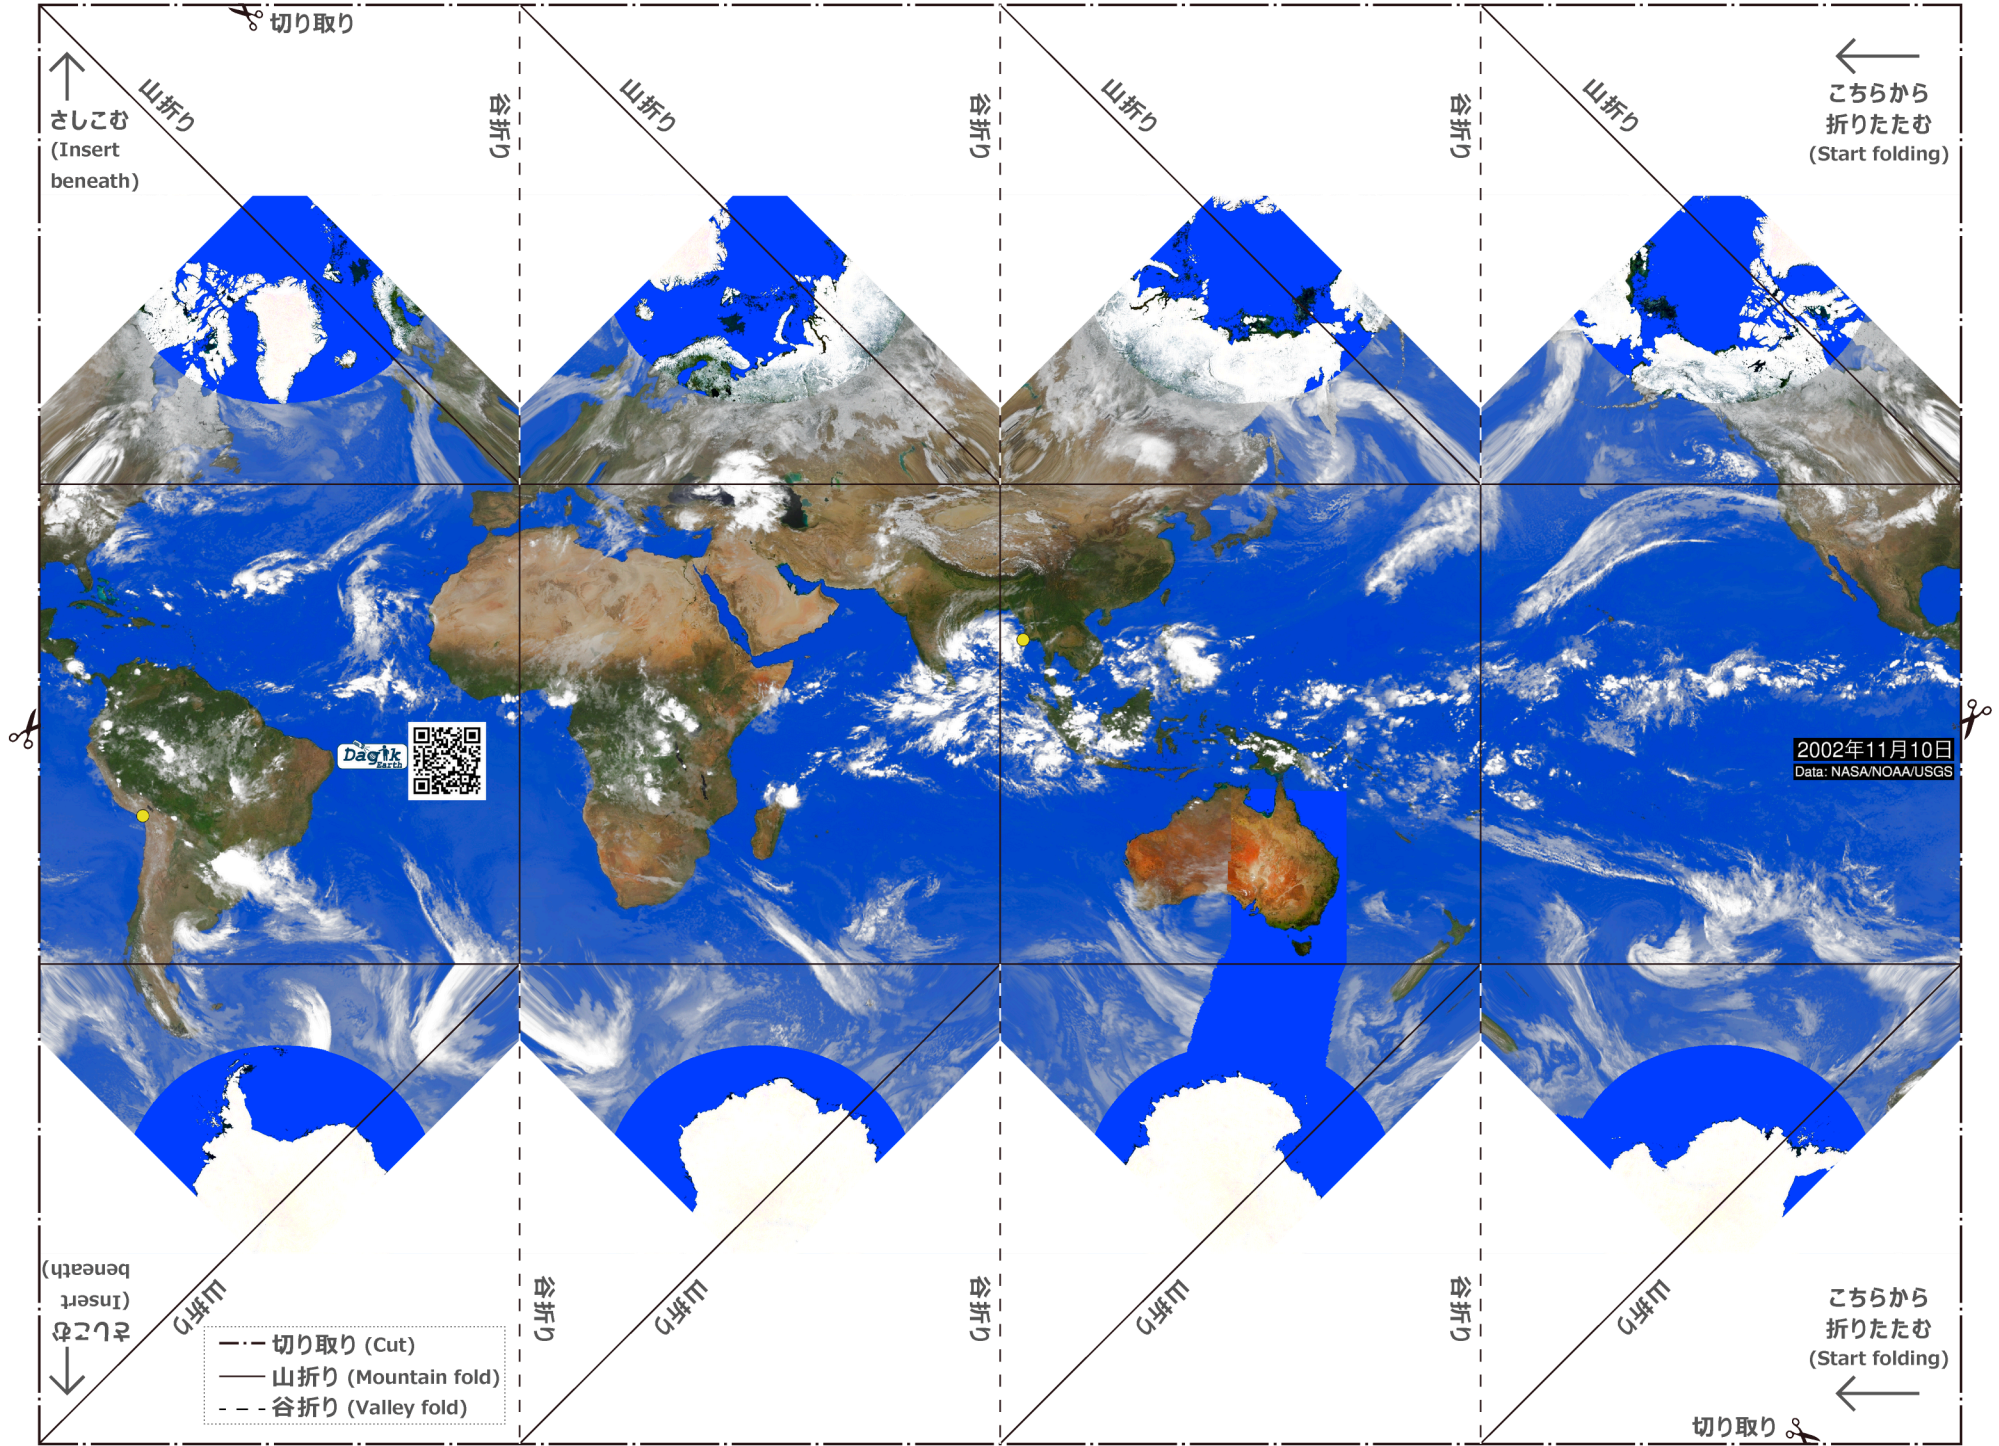 切り取り
さしこむ
(Insert
beneath)
山折り
谷折り
山折り
谷折り
山折り
谷折り
山折り
こちらから
折りたたむ
(Start folding)
Dagik
Earth
2002年11月10日
Data: NASA/NOAA/USGS
さしこむ
(Insert
beneath)
山折り
谷折り
山折り
谷折り
山折り
谷折り
山折り
こちらから
折りたたむ
(Start folding)
切り取り (Cut)
山折り (Mountain fold)
谷折り (Valley fold)
切り取り